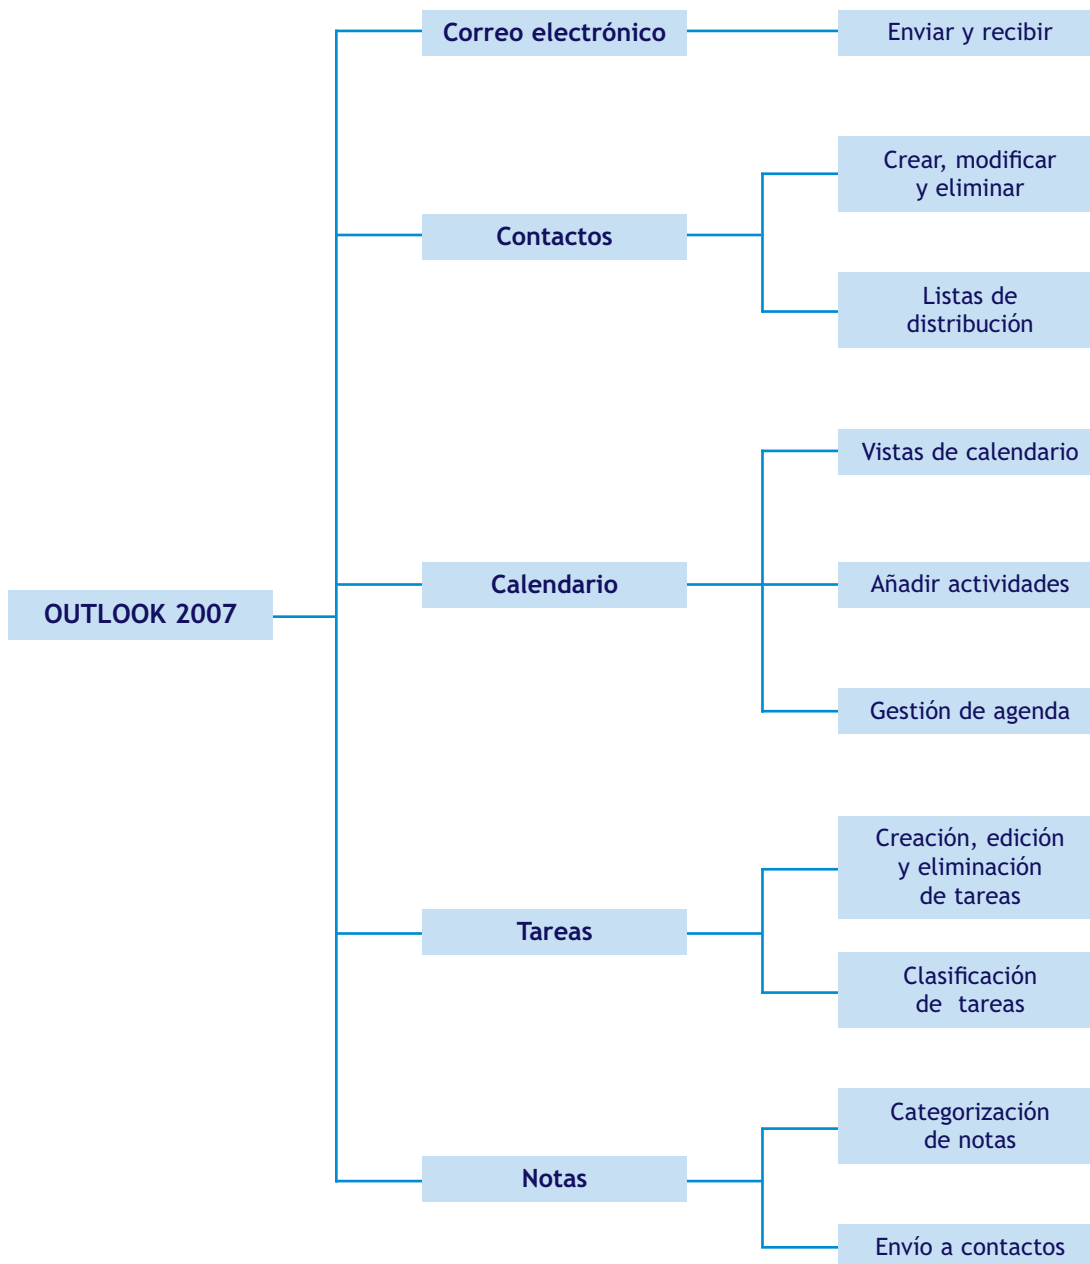 Correo electrónico
Enviar y recibir
Crear, modificar
y eliminar
Contactos
Listas de
distribución
Vistas de calendario
Calendario
Añadir actividades
OUTLOOK 2007
Gestión de agenda
Creación, edición
y eliminación
de tareas
Tareas
Clasificación
de tareas
Categorización
de notas
Notas
Envío a contactos